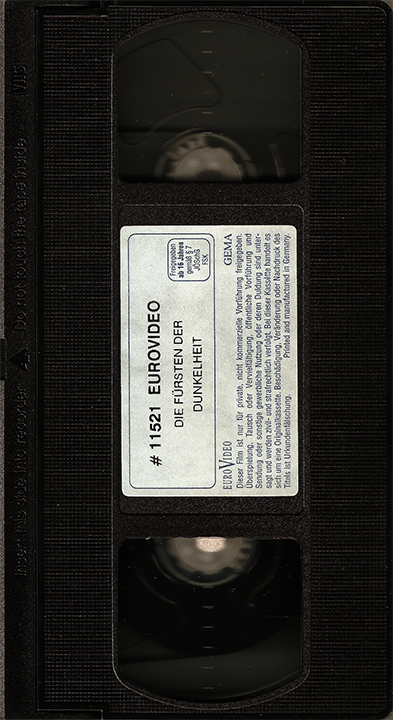 VHS
Insert this side into recorder
Do not touch the tape inside
# 11521 EUROVIDEO
DIE FÜRSTEN DER
DUNKELHEIT
Freigegeben
ab 16 Jahren
gemäß § 7
JÖSchG
FSK
EUROVIDEO
GEMA
Dieser Film ist nur für private, nicht kommerzielle Vorführung freigegeben.
Überspielung, Tausch oder Vervielfältigung, öffentliche Vorführung und
Sendung oder sonstige gewerbliche Nutzung oder deren Duldung sind unter-
sagt und werden zivil- und strafrechtlich verfolgt. Bei dieser Kassette handelt es
sich um eine Originalkassette. Beschädigung, Veränderung oder Nachdruck des
Titels ist Urkundenfälschung.
Printed and manufactured in Germany.